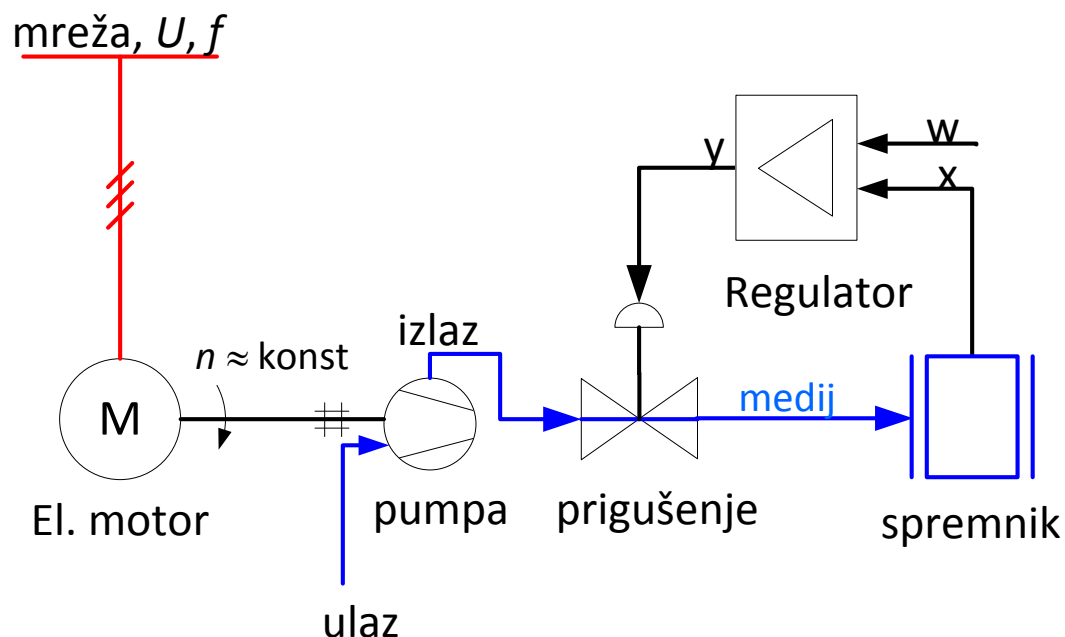 mreža, U, f
w
y
x
Regulator
izlaz
n ≈ konst
M
medij
El. motor
pumpa
prigušenje
spremnik
ulaz